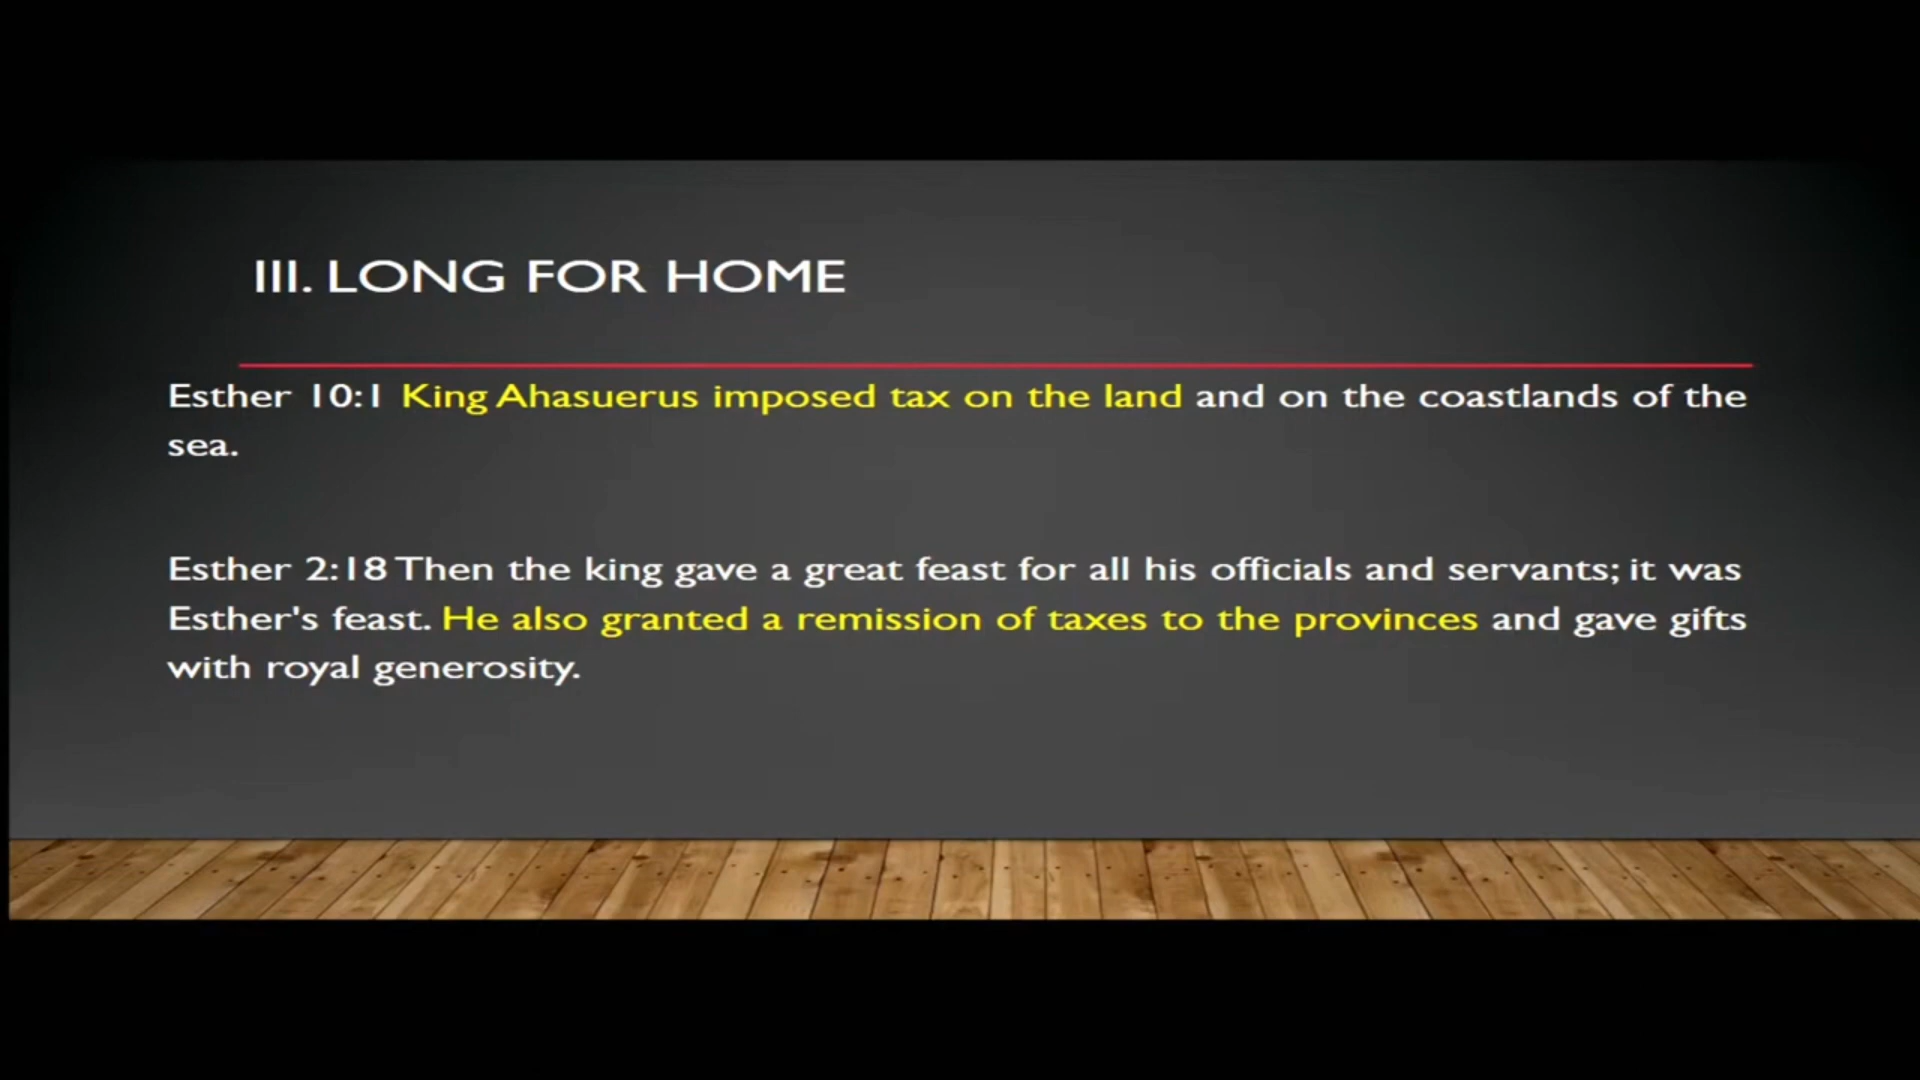 III. LONG FOR HOME
Esther 10:1 King Ahasuerus imposed tax on the land and on the coastlands of the
sea.
Esther 2:18 Then the king gave a great feast for all his officials and servants; it was
Esther's feast. He also granted a remission of taxes to the provinces and gave gifts
with royal generosity.